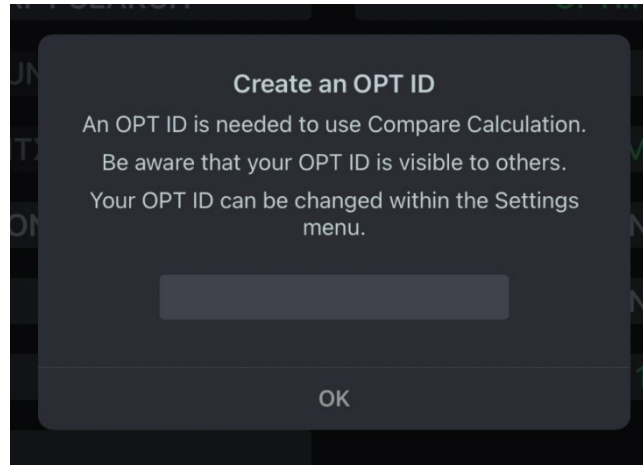 SEARCH
Create an OPT ID
An OPT ID is needed to use Compare Calculation.
Be aware that your OPT ID is visible to others.
Your OPT ID can be changed within the Settings
menu.
OK